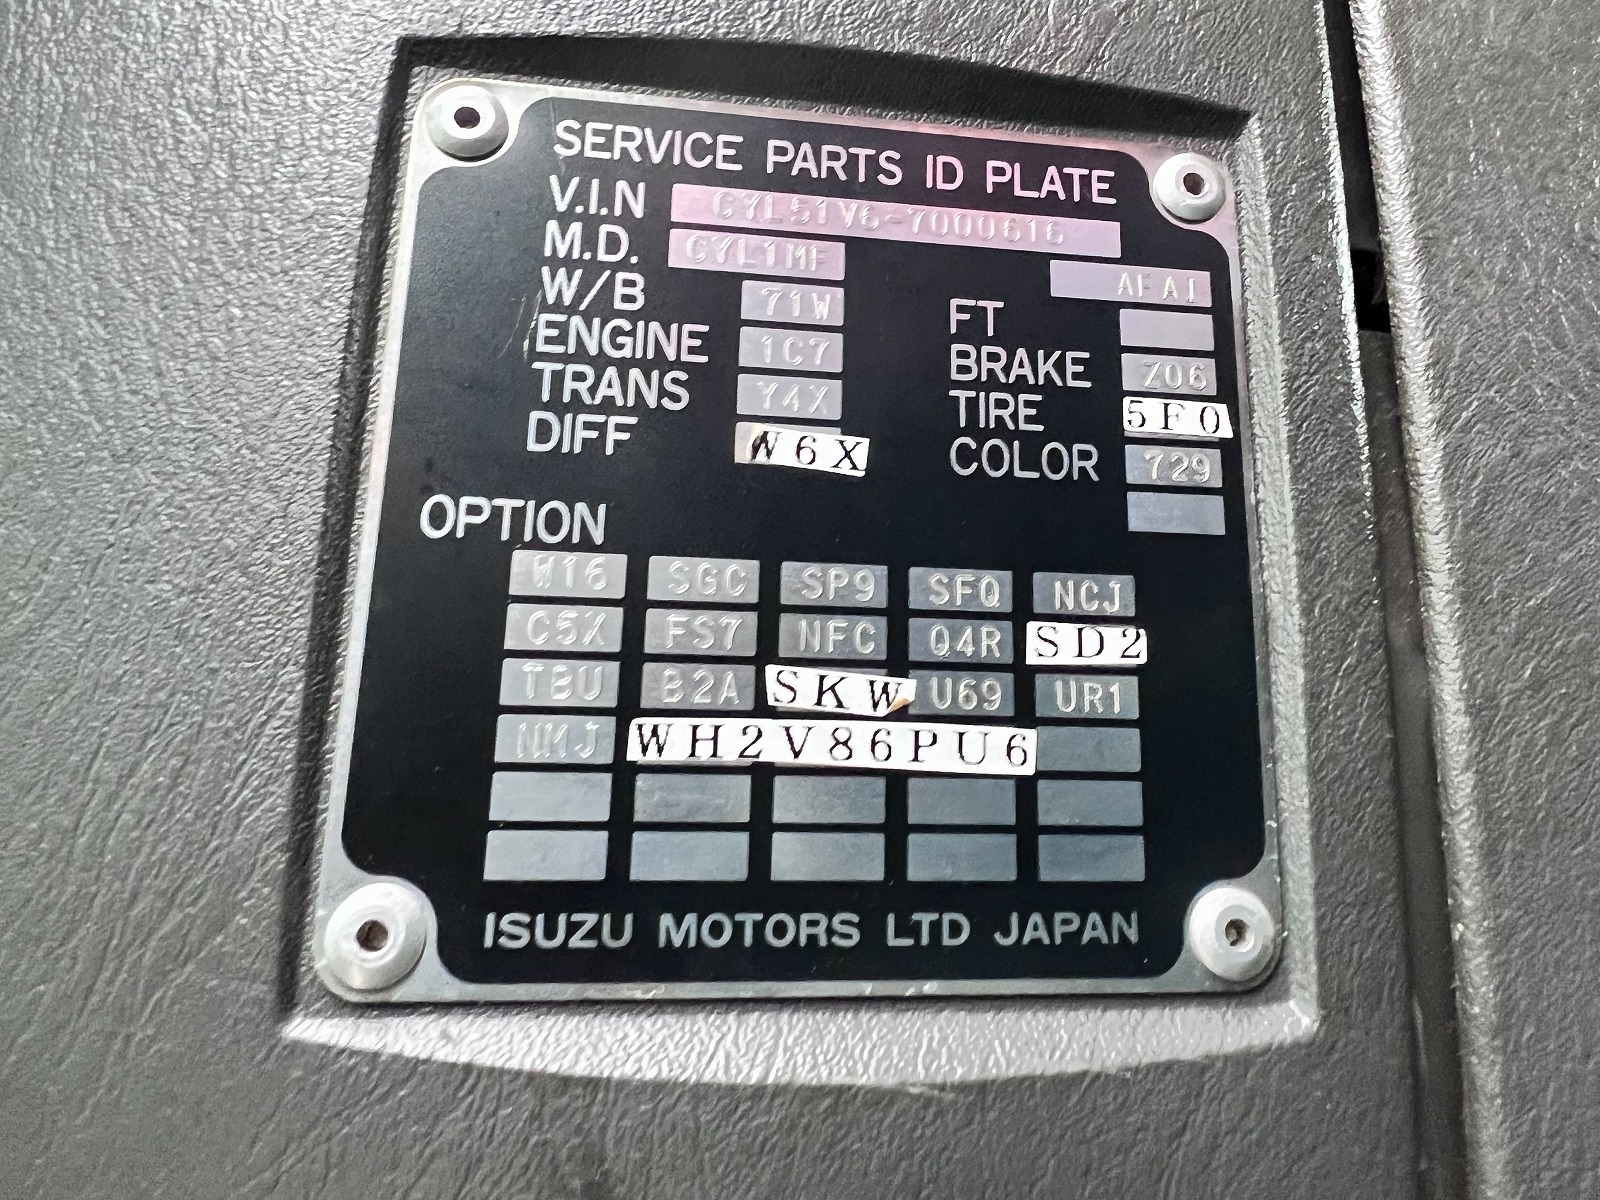 SERVICE PARTS ID PLATE
V.I.N CYL51V6-7000616
M.D. CYL1MF AFAI
W/B 71W FT
ENGINE 1C7 BRAKE Z06
TRANS Y4X TIRE 5F0
DIFF W6X COLOR 729
OPTION
W16 SGC SP9 SFQ NCJ
C5X FS7 NFC Q4R SD2
TBU B2A SKW U69 UR1
NMJ WH2V86PU6
ISUZU MOTORS LTD JAPAN